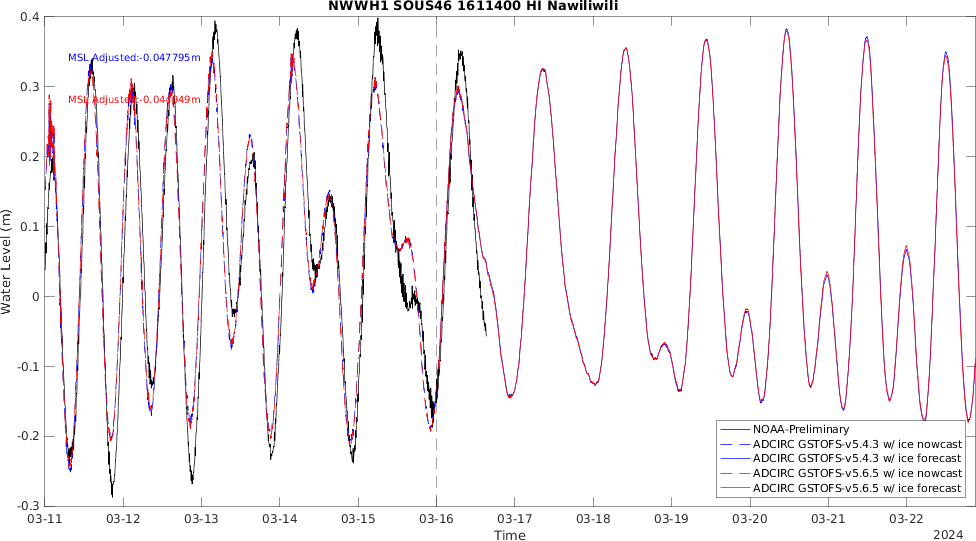 NWWH1 SOUS46 1611400 HI Nawiliwili
MSL Adjusted:-0.047795m
MSL Adjusted:
0.4
0.3
0.2
0.1
0
-0.1
-0.2
-0.3
Water Level (m)
03-11 03-12 03-13 03-14 03-15 03-16 03-17 03-18 03-19 03-20 03-21 03-22
Time
2024
NOAA-Preliminary
ADCIRC GSTOFS-v5.4.3 w/ ice nowcast
ADCIRC GSTOFS-v5.4.3 w/ ice forecast
ADCIRC GSTOFS-v5.6.5 w/ ice nowcast
ADCIRC GSTOFS-v5.6.5 w/ ice forecast